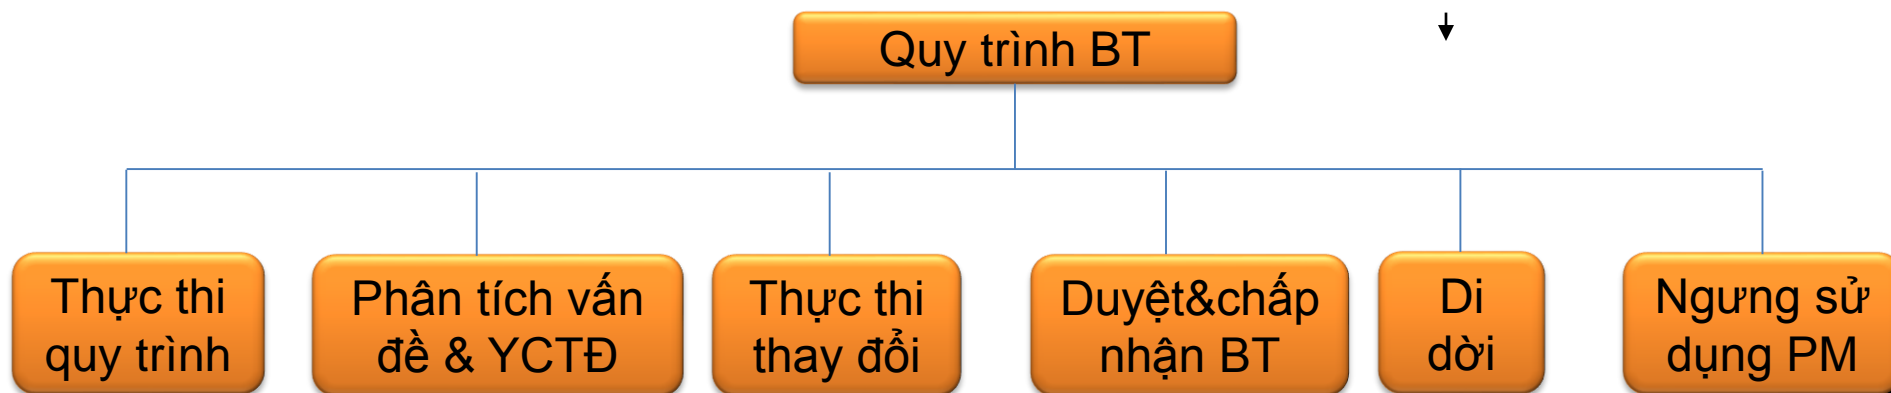 Quy trình BT
Thực thi
quy trình
Phân tích vấn
đề & YCTĐ
Thực thi
thay đổi
Duyệt&chấp
nhận BT
Di
dời
Ngưng sử
dụng PM